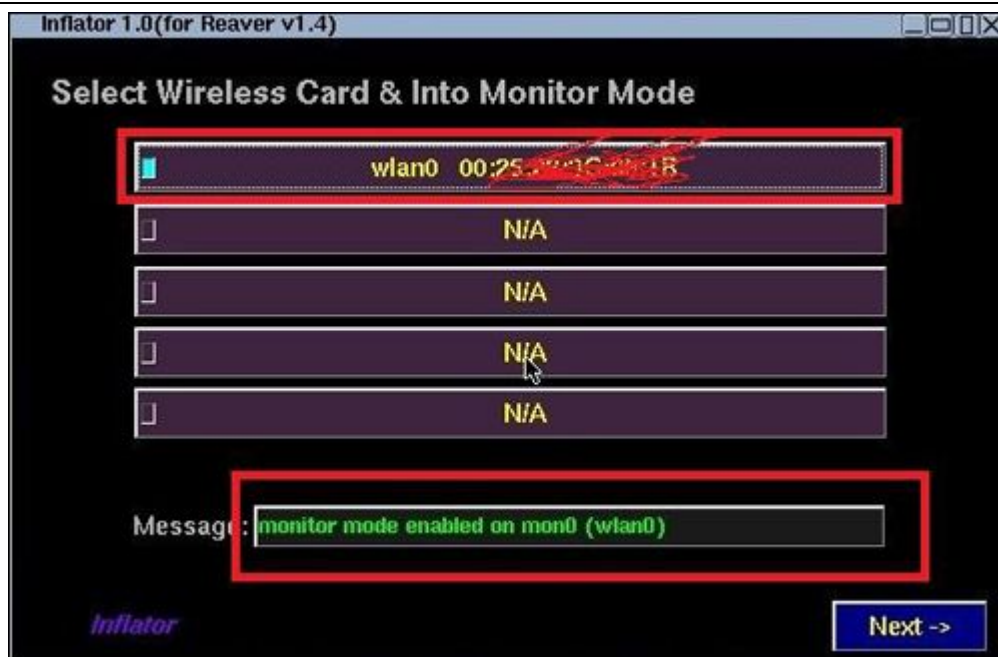 Inflator 1.0(for Reaver v1.4)
Select Wireless Card & Into Monitor Mode
wlan0 00:25
N/A
N/A
N/A
N/A
Message: monitor mode enabled on mon0 (wlan0)
Inflator
Next ->